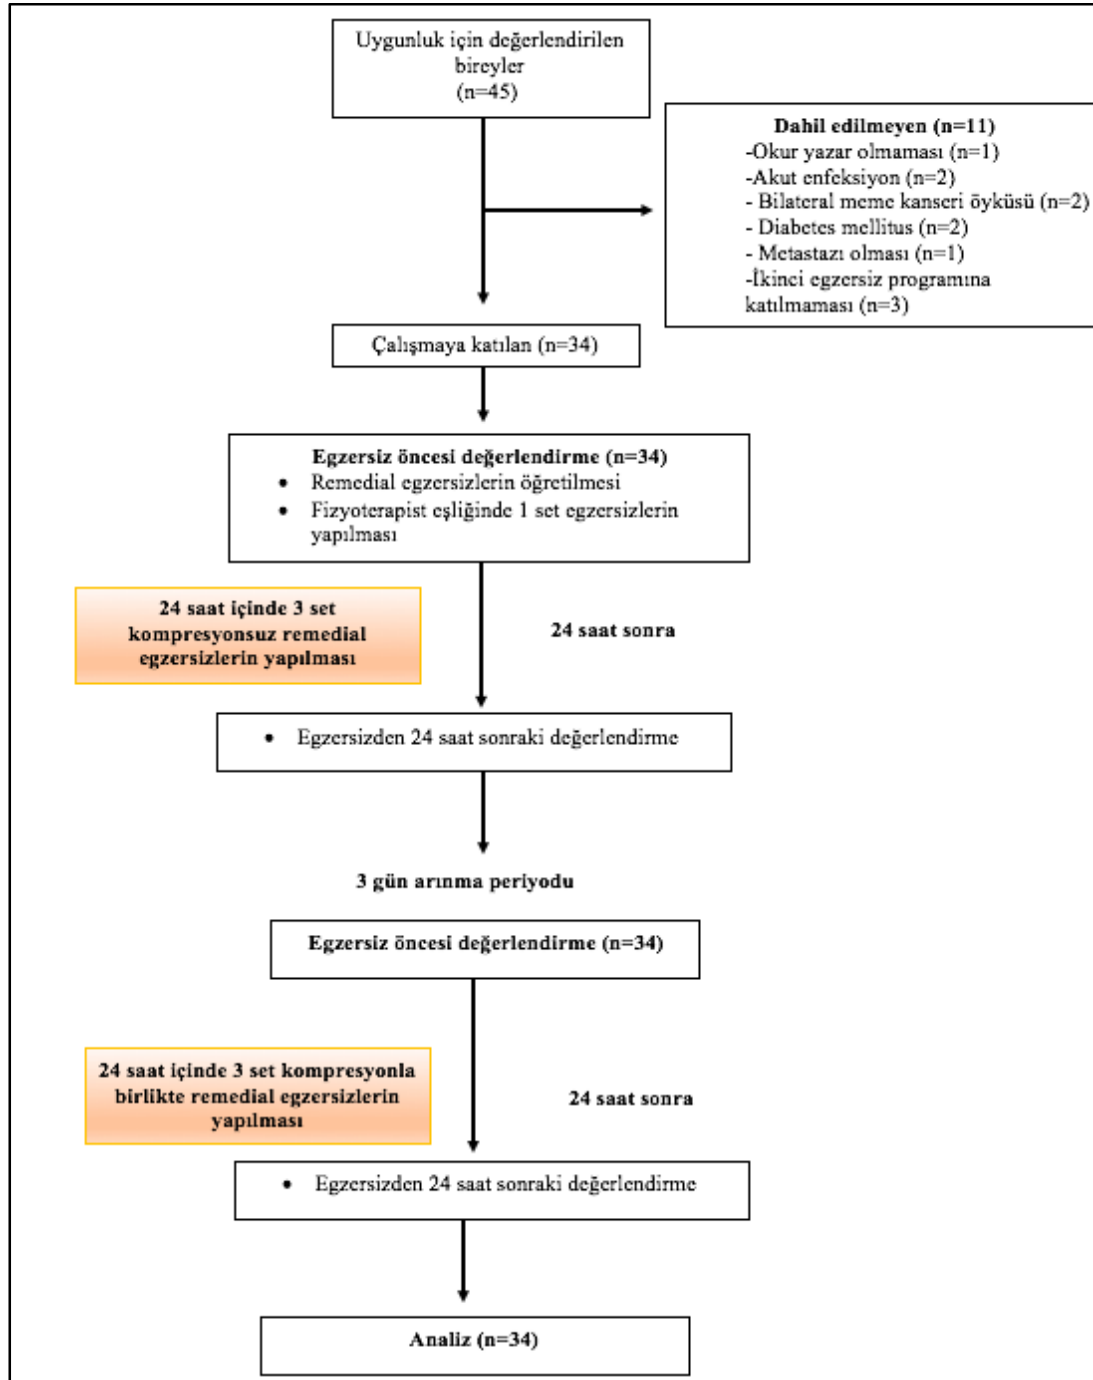 Uygunluk için değerlendirilen
bireyler
(n=45)
Dahil edilmeyen (n=11)
-Okur yazar olmaması (n=1)
-Akut enfeksiyon (n=2)
- Bilateral meme kanseri öyküsü (n=2)
- Diabetes mellitus (n=2)
- Metastazı olması (n=1)
-İkinci egzersiz programına
katılmaması (n=3)
Çalışmaya katılan (n=34)
Egzersiz öncesi değerlendirme (n=34)
• Remedial egzersizlerin öğretilmesi
• Fizyoterapist eşliğinde 1 set egzersizlerin
yapılması
24 saat içinde 3 set
kompresyonsuz remedial
egzersizlerin yapılması
24 saat sonra
• Egzersizden 24 saat sonraki değerlendirme
3 gün arınma periyodu
Egzersiz öncesi değerlendirme (n=34)
24 saat içinde 3 set kompresyonla
birlikte remedial egzersizlerin
yapılması
24 saat sonra
• Egzersizden 24 saat sonraki değerlendirme
Analiz (n=34)